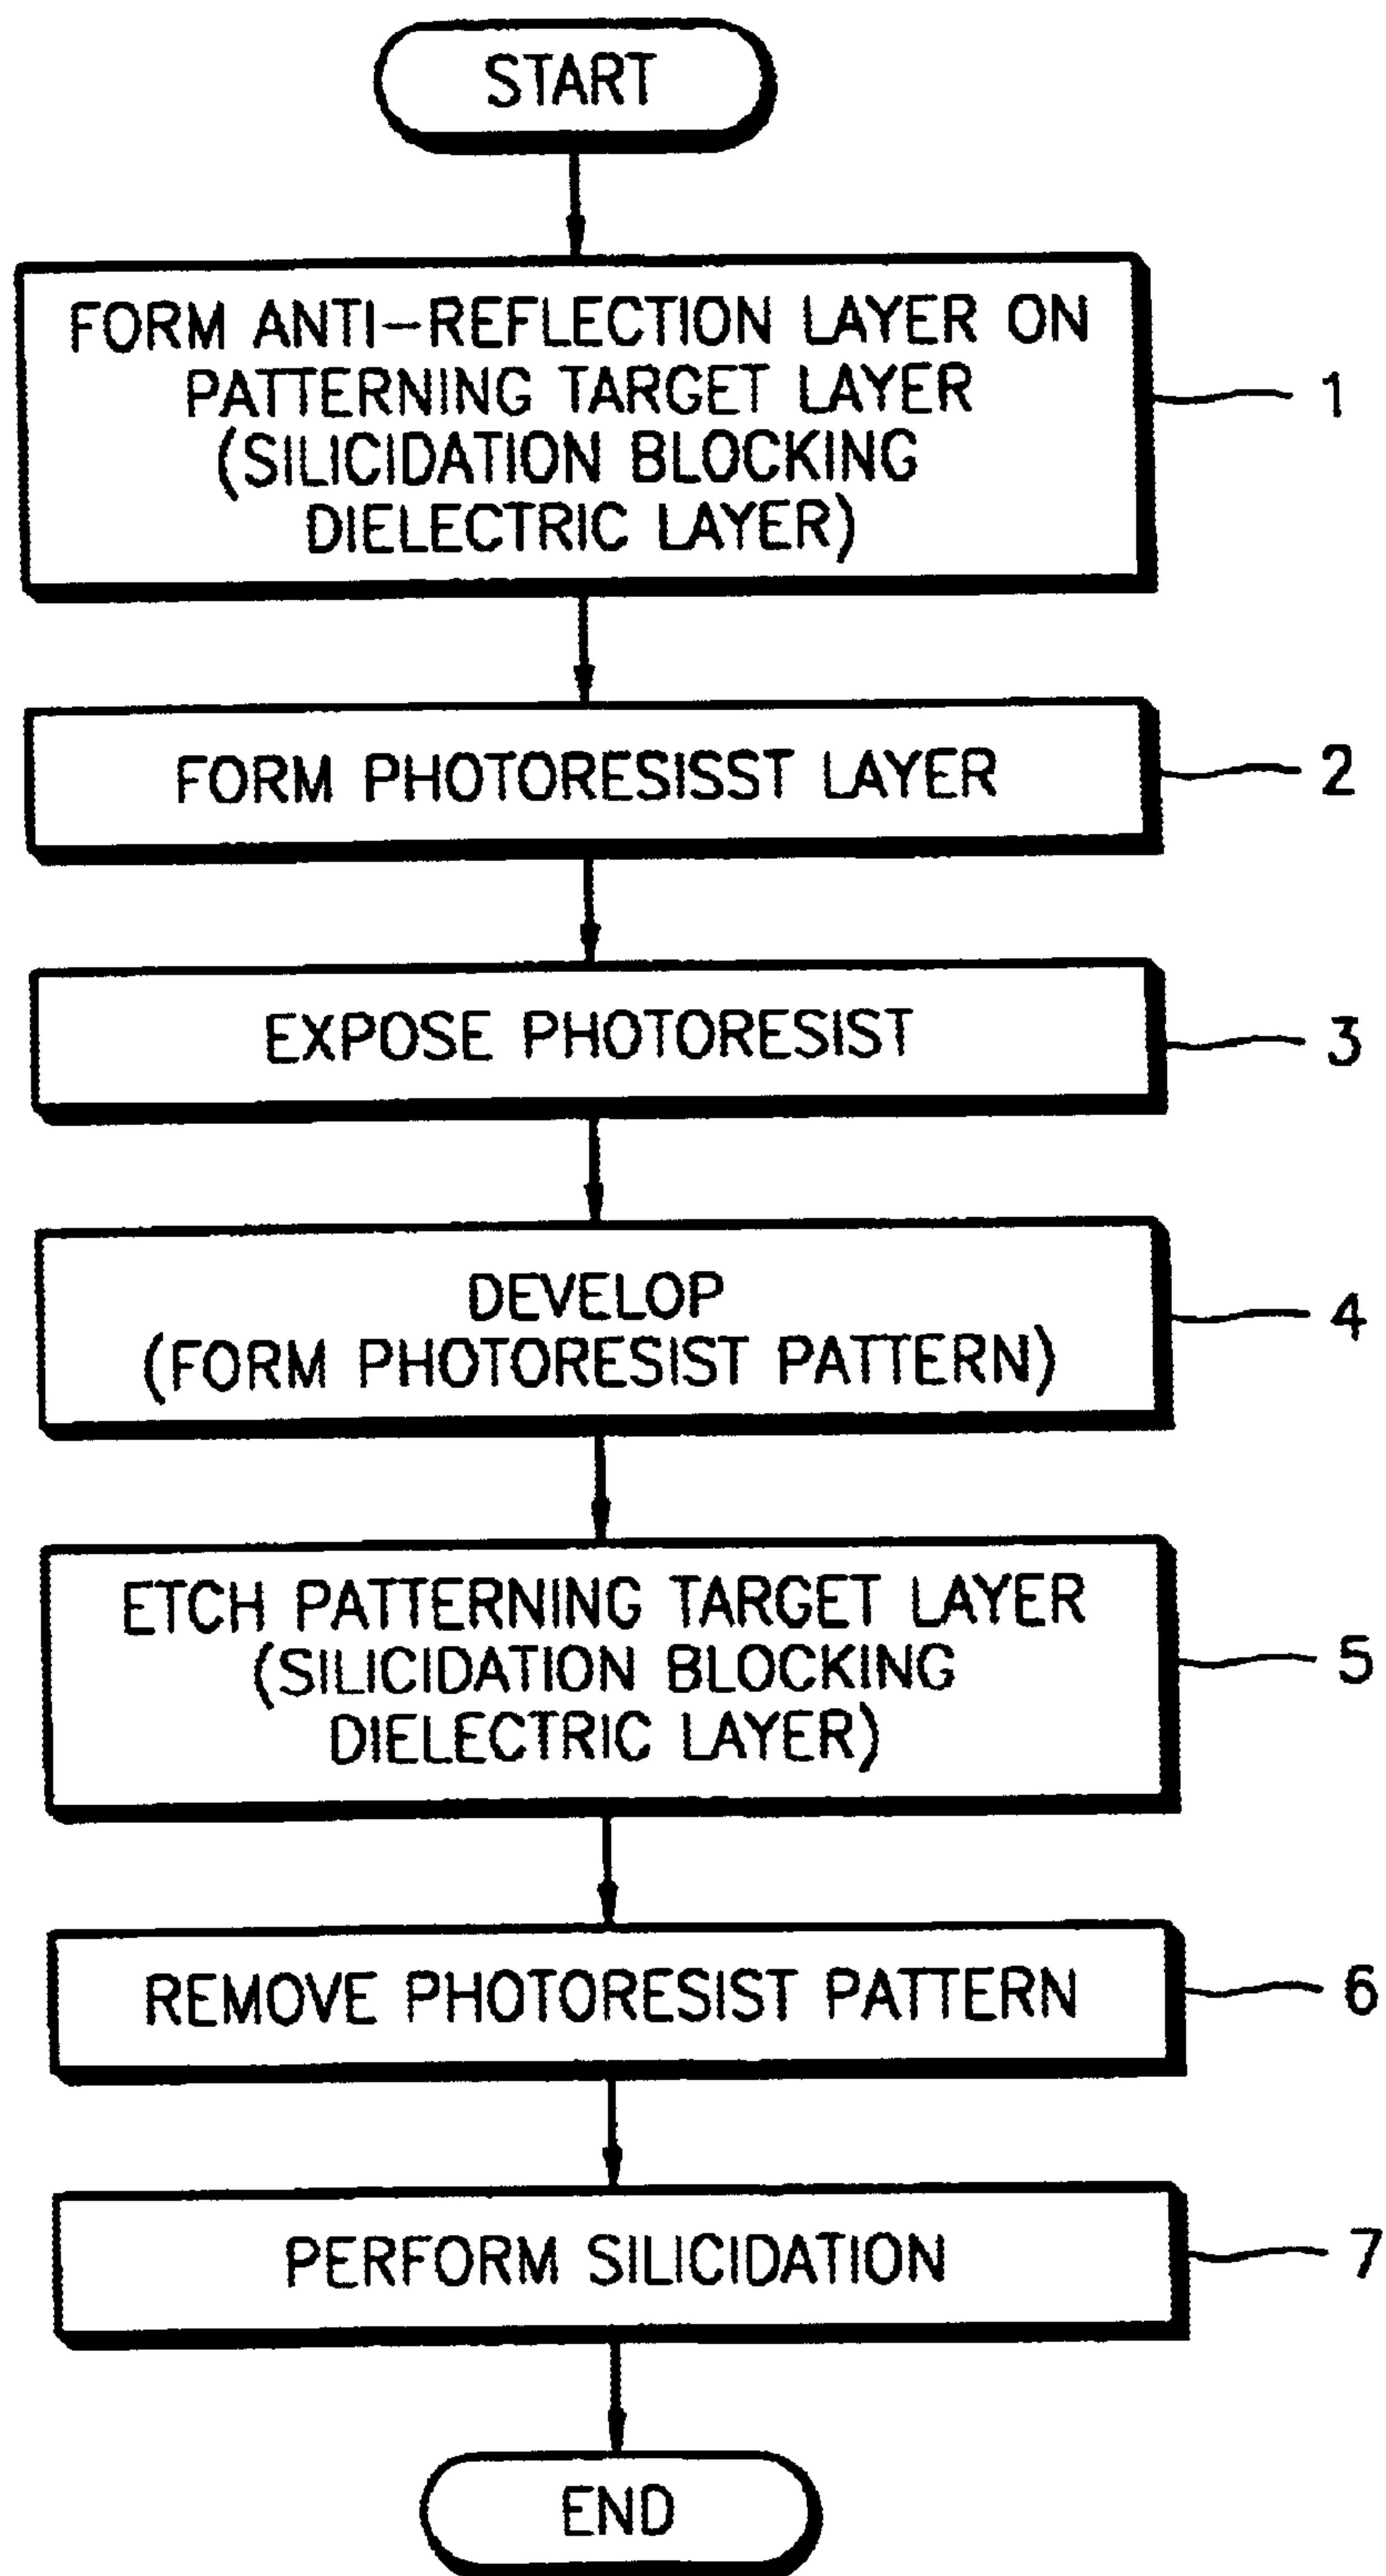 START
FORM ANTI-REFLECTION LAYER ON
PATTERNING TARGET LAYER
(SILICIDATION BLOCKING
DIELECTRIC LAYER)
1
FORM PHOTORESISST LAYER
2
EXPOSE PHOTORESIST
3
DEVELOP
(FORM PHOTORESIST PATTERN)
4
ETCH PATTERNING TARGET LAYER
(SILICIDATION BLOCKING
DIELECTRIC LAYER)
5
REMOVE PHOTORESIST PATTERN
6
PERFORM SILICIDATION
7
END